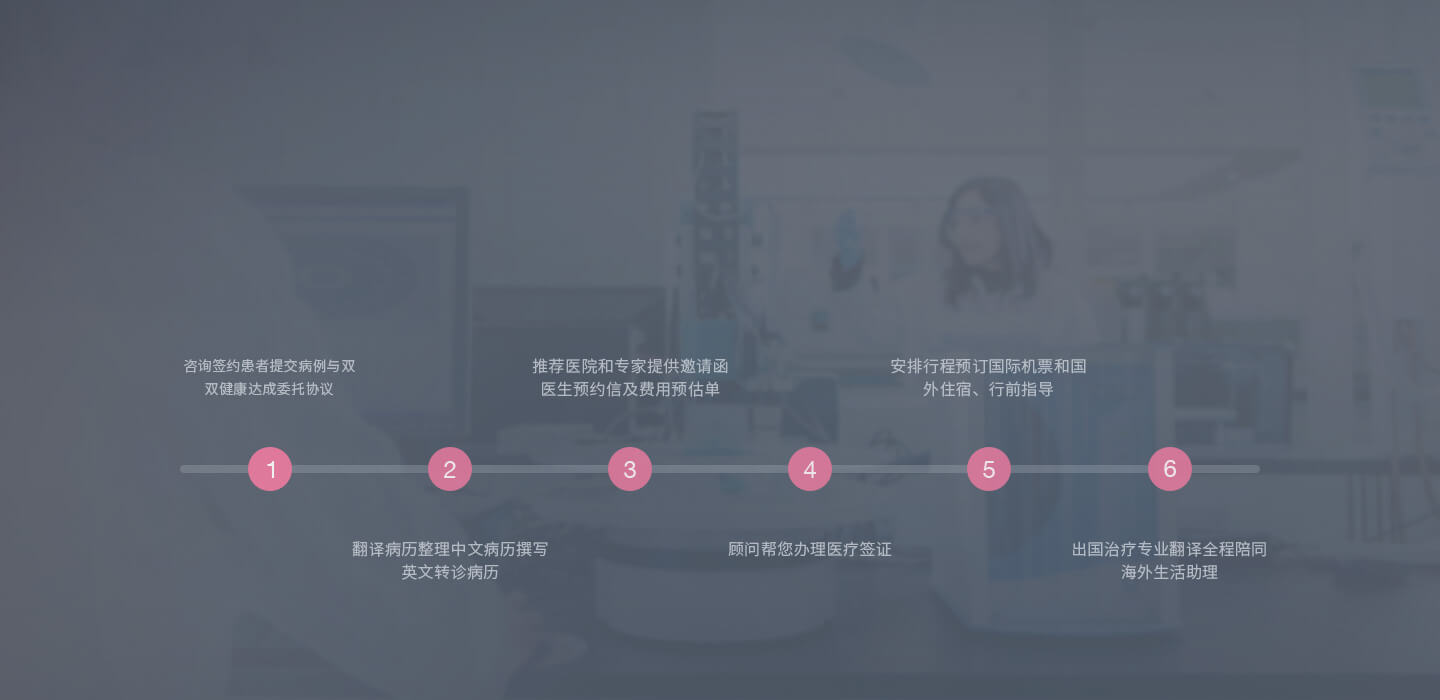 咨询签约患者提交病例与双
双健康达成委托协议
推荐医院和专家提供邀请函
医生预约信及费用预估单
安排行程预订国际机票和国
外住宿、行前指导
1
2
3
4
5
6
翻译病历整理中文病历撰写
英文转诊病历
顾问帮您办理医疗签证
出国治疗专业翻译全程陪同
海外生活助理